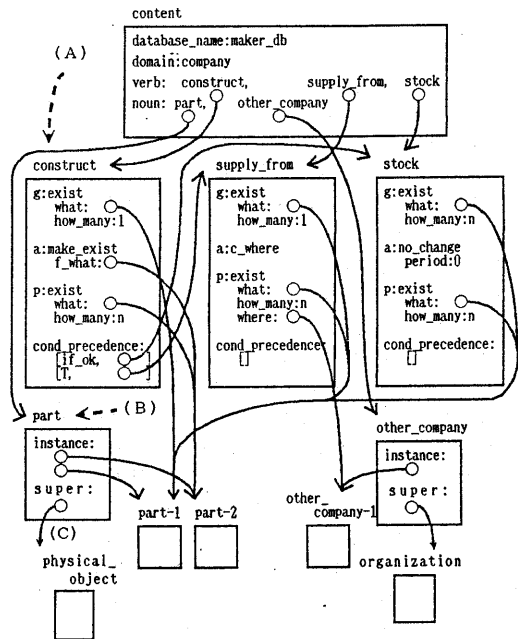 content
(A)
database_name:maker_db
domain:company
verb: construct, supply_from, stock
noun: part, other_company
construct
g:exist
what:
how_many:1
a:make_exist
f_what:
p:exist
what:
how_many:n
cond_precedence:
[if_ok,
[T, ]
supply_from
g:exist
what:
how_many:1
a:c_where
p:exist
what:
how_many:n
where:
cond_precedence:
[]
stock
g:exist
what:
how_many:n
a:no_change
period:0
p:exist
what:
how_many:n
cond_precedence:
[]
part
(B)
instance:
super:
(C)
physical_
object
part-1
part-2
other_
company-1
other_company
instance:
super:
organization